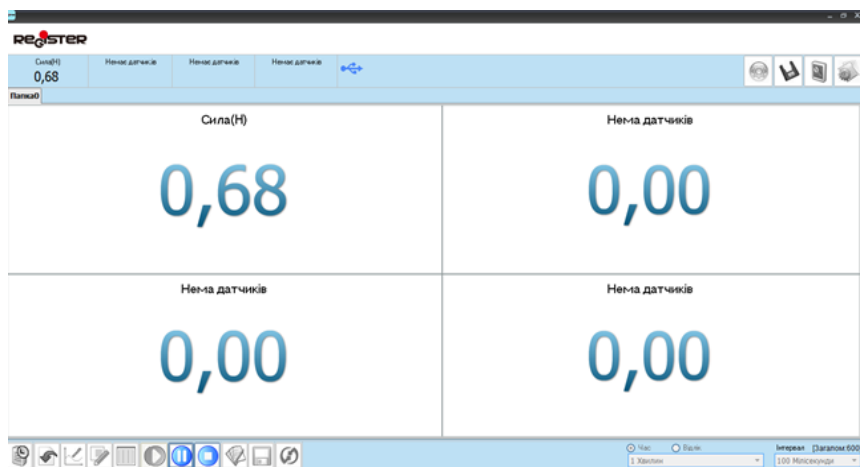 ReGISTER
Сила(Н) Немає датчиків Немає датчиків Немає датчиків
0,68
Папка0
Сила(Н) Нема датчиків
0,68 0,00
Нема датчиків Нема датчиків
0,00 0,00
Час Відлік Інтервал [Загалом:600
1 Хвилин 100 Мілісекунди